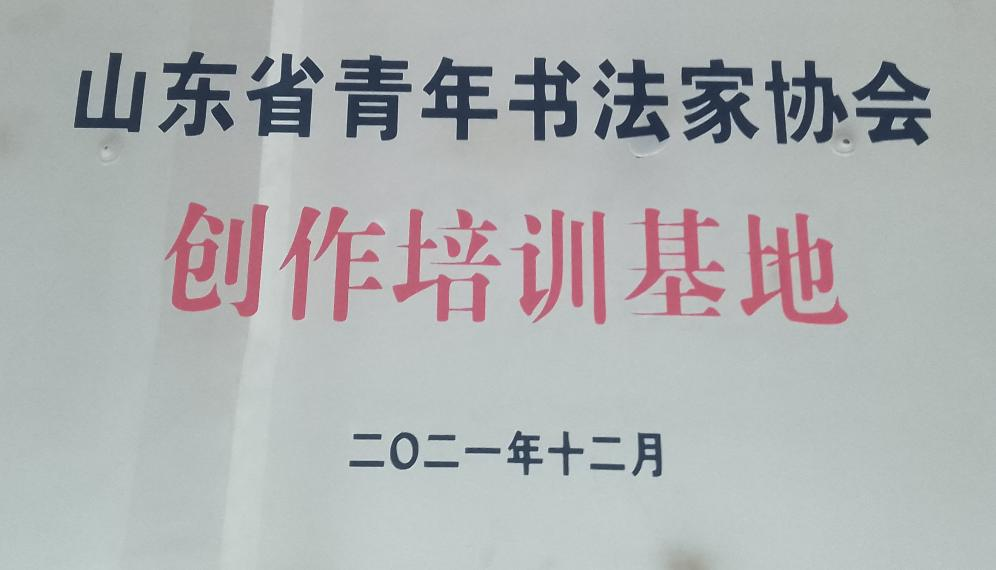 山东省青年书法家协会
创作培训基地
二〇二一年十二月